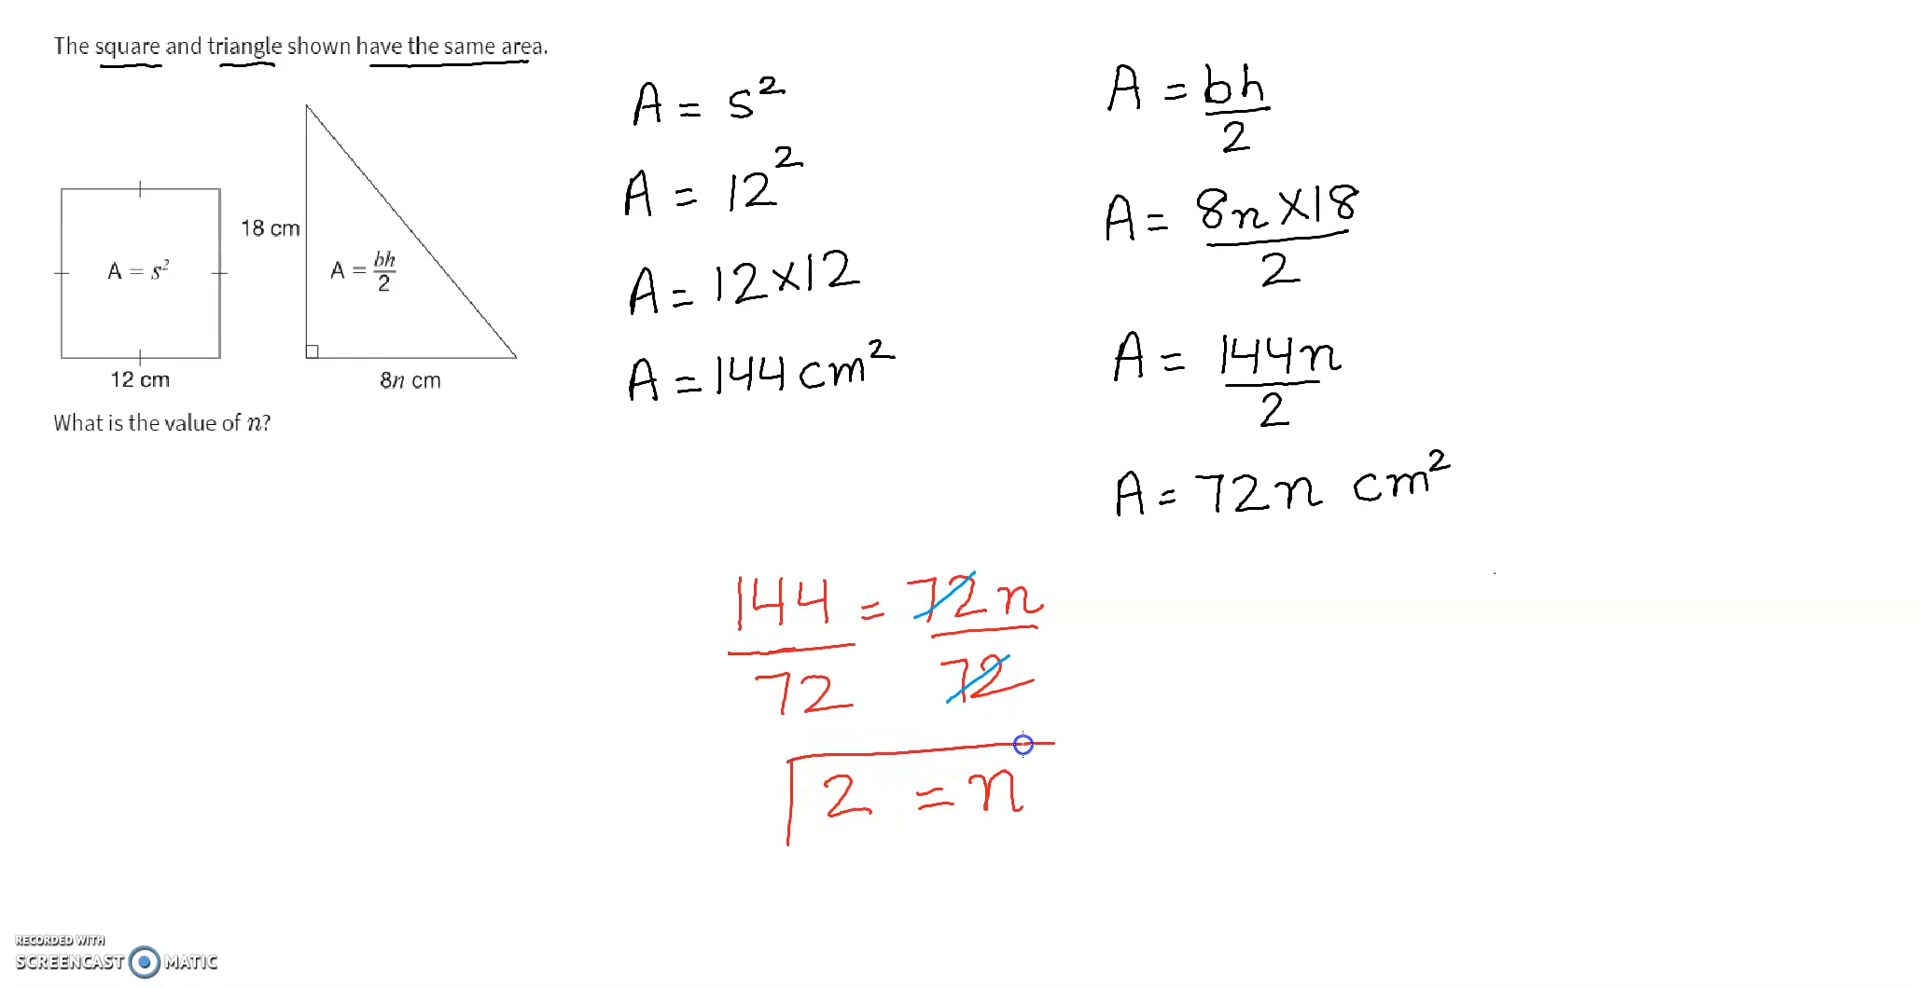 The square and triangle shown have the same area.
18 cm
A = s²
A = bh/2
12 cm
8n cm
What is the value of n?
A = s²
A = 12²
A = 12×12
A = 144 cm²
A = bh/2
A = 8n×18/2
A = 144n/2
A = 72n cm²
144/72 = 72n/72
2 = n
RECORDED WITH
SCREENCAST MATIC